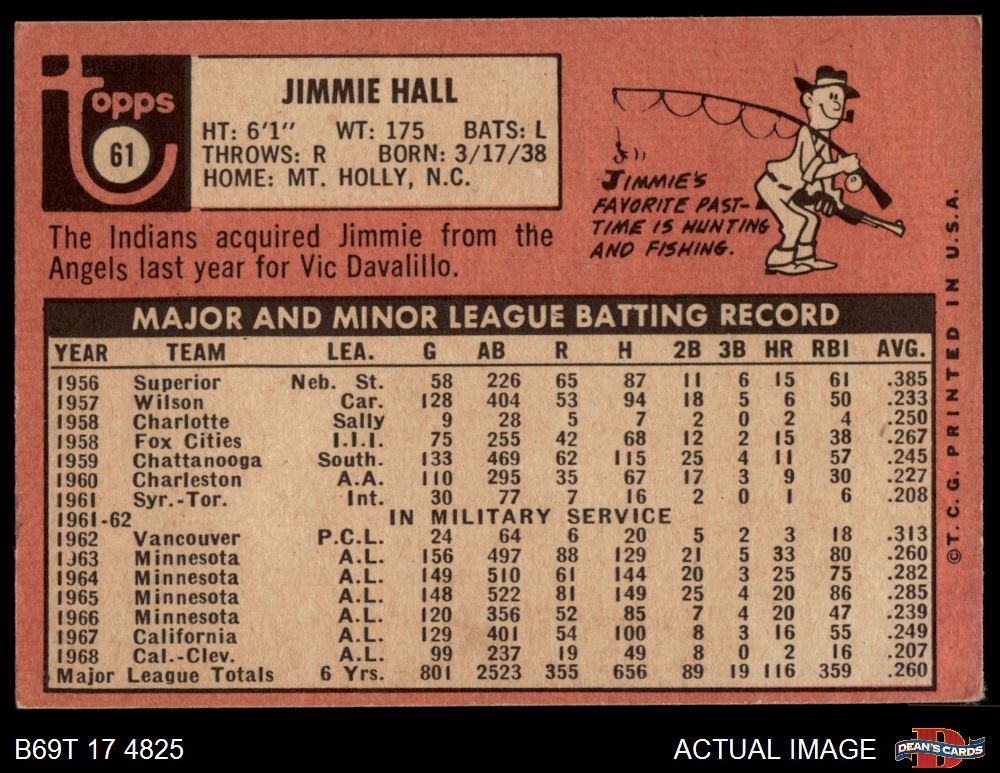 Topps
61
JIMMIE HALL
HT: 6'1" WT: 175 BATS: L
THROWS: R BORN: 3/17/38
HOME: MT. HOLLY, N.C.
The Indians acquired Jimmie from the
Angels last year for Vic Davalillo.
JIMMIE'S
FAVORITE PAST-
TIME IS HUNTING
AND FISHING.
MAJOR AND MINOR LEAGUE BATTING RECORD
YEAR TEAM LEA. G AB R H 2B 3B HR RBI AVG.
1956 Superior Neb. St. 58 226 65 87 11 6 15 61 .385
1957 Wilson Car. 128 404 53 94 18 5 6 50 .233
1958 Charlotte Sally 9 28 5 7 2 0 2 4 .250
1958 Fox Cities I.I.I. 75 255 42 68 12 2 15 38 .267
1959 Chattanooga South. 133 469 62 115 25 4 11 57 .245
1960 Charleston A.A. 110 295 35 67 17 3 9 30 .227
1961 Syr.-Tor. Int. 30 77 7 16 2 0 1 6 .208
1961-62 IN MILITARY SERVICE
1962 Vancouver P.C.L. 24 64 6 20 5 2 3 18 .313
1963 Minnesota A.L. 156 497 88 129 21 5 33 80 .260
1964 Minnesota A.L. 149 510 61 144 20 3 25 75 .282
1965 Minnesota A.L. 148 522 81 149 25 4 20 86 .285
1966 Minnesota A.L. 120 356 52 85 7 4 20 47 .239
1967 California A.L. 129 401 54 100 8 3 16 55 .249
1968 Cal.-Clev. A.L. 99 237 19 49 8 0 2 16 .207
Major League Totals 6 Yrs. 801 2523 355 656 89 19 116 359 .260
©T.C.G. PRINTED IN U.S.A.
B69T 17 4825
ACTUAL IMAGE
DEAN'S CARDS